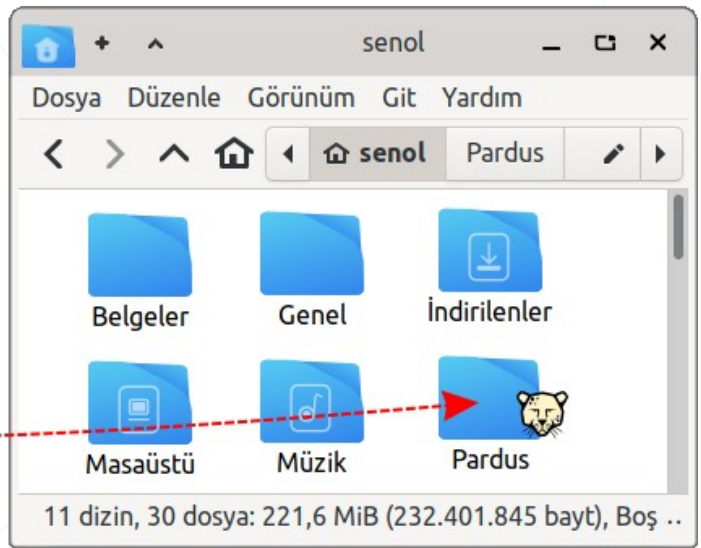 senol
Dosya Düzenle Görünüm Git Yardım
senol Pardus
Belgeler Genel İndirilenler
Masaüstü Müzik Pardus
11 dizin, 30 dosya: 221,6 MiB (232.401.845 bayt), Boş ..